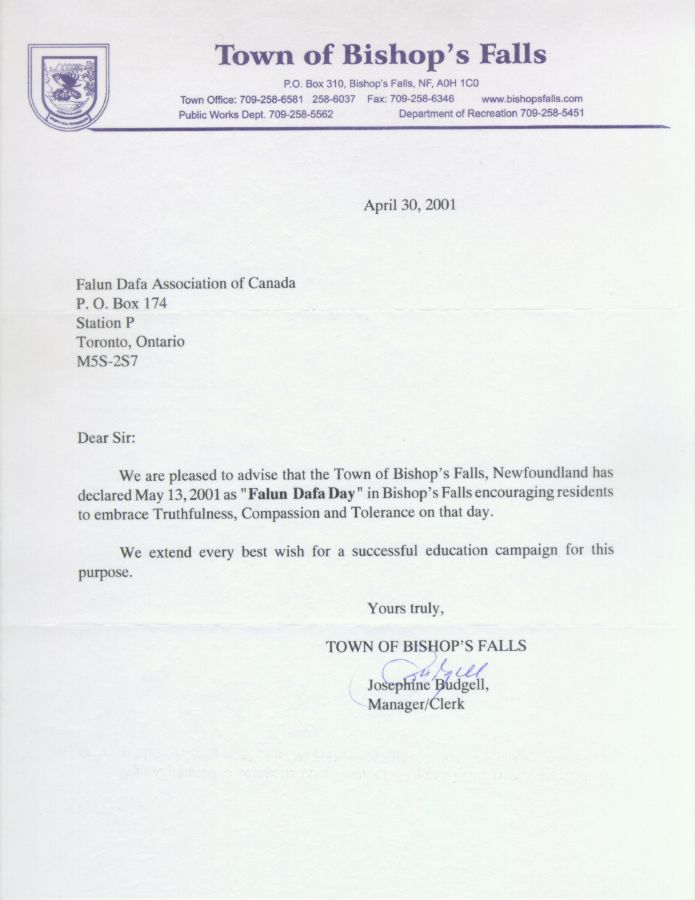 Town of Bishop's Falls
P.O. Box 310, Bishop's Falls, NF, A0H 1C0
Town Office: 709-258-6581 258-6037 Fax: 709-258-6346 www.bishopsfalls.com
Public Works Dept. 709-258-5562 Department of Recreation 709-258-5451
April 30, 2001
Falun Dafa Association of Canada
P. O. Box 174
Station P
Toronto, Ontario
M5S-2S7
Dear Sir:
We are pleased to advise that the Town of Bishop's Falls, Newfoundland has
declared May 13, 2001 as "Falun Dafa Day" in Bishop's Falls encouraging residents
to embrace Truthfulness, Compassion and Tolerance on that day.
We extend every best wish for a successful education campaign for this
purpose.
Yours truly,
TOWN OF BISHOP'S FALLS
Josephine Budgell,
Manager/Clerk